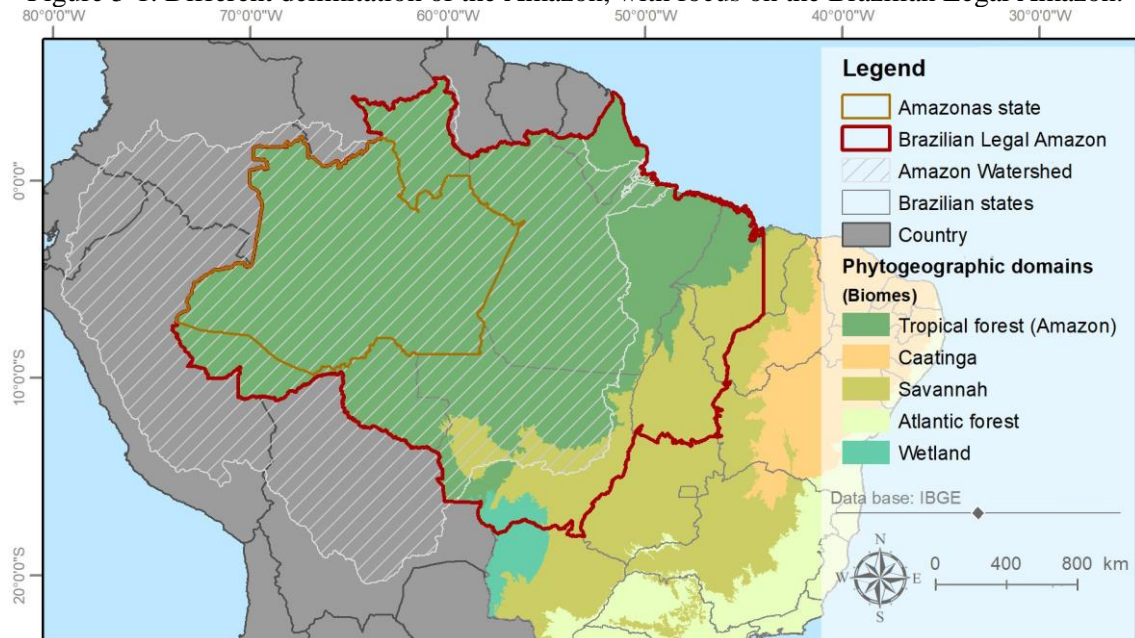 Figure 3-1. Different delimitation of the Amazon, with focus on the Brazilian Legal Amazon.
80°0'0"W 70°0'0"W 60°0'0"W 50°0'0"W 40°0'0"W 30°0'0"W
0°0'0"
10°0'0"S
20°0'0"S
Legend
Amazonas state
Brazilian Legal Amazon
Amazon Watershed
Brazilian states
Country
Phytogeographic domains
(Biomes)
Tropical forest (Amazon)
Caatinga
Savannah
Atlantic forest
Wetland
Data base: IBGE
N
W E
S
0 400 800 km